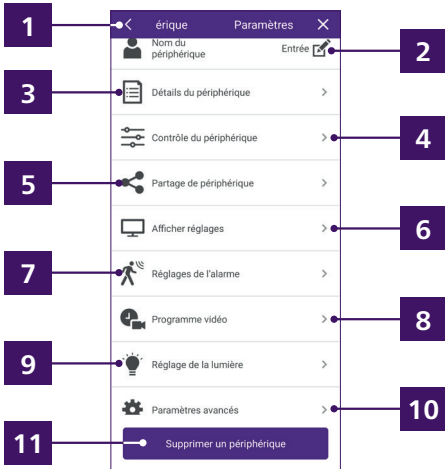 1
érique Paramètres
Nom du
périphérique
Entrée
2
3
Détails du périphérique
Contrôle du périphérique
4
5
Partage de périphérique
Afficher réglages
6
7
Réglages de l'alarme
Programme vidéo
8
9
Réglage de la lumière
Paramètres avancés
10
11
Supprimer un périphérique